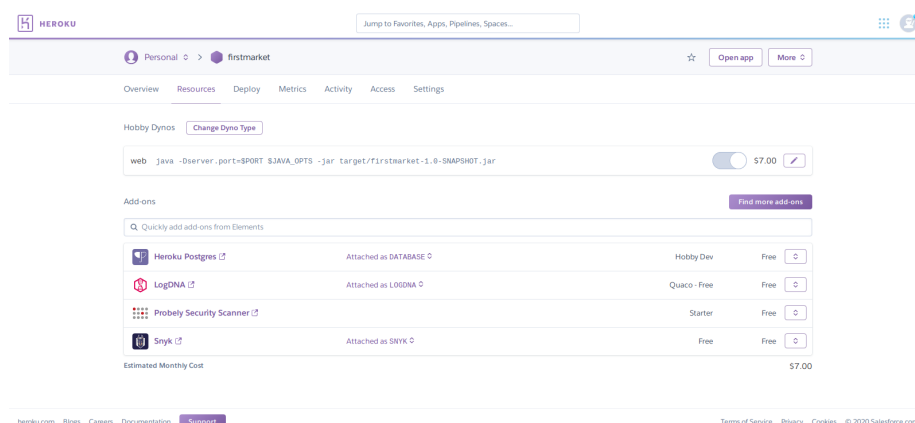 HEROKU
Jump to Favorites, Apps, Pipelines, Spaces...
Personal > firstmarket
Open app
More
Overview Resources Deploy Metrics Activity Access Settings
Hobby Dynos Change Dyno Type
web java -Dserver.port=$PORT $JAVA_OPTS -jar target/firstmarket-1.0-SNAPSHOT.jar $7.00
Add-ons Find more add-ons
Quickly add add-ons from Elements
Heroku Postgres Attached as DATABASE Hobby Dev Free
LogDNA Attached as LOGDNA Quaco - Free Free
Probely Security Scanner Starter Free
Snyk Attached as SNYK Free Free
Estimated Monthly Cost $7.00
heroku.com Blogs Careers Documentation Support Terms of Service Privacy Cookies © 2020 Salesforce.com